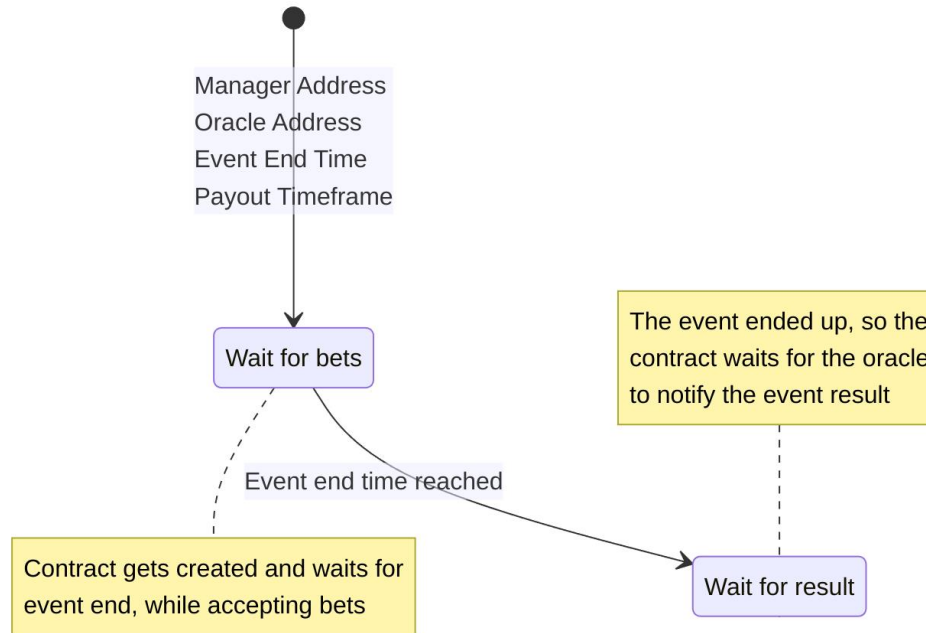 Manager Address
Oracle Address
Event End Time
Payout Timeframe
Wait for bets
The event ended up, so the
contract waits for the oracle
to notify the event result
Event end time reached
Contract gets created and waits for
event end, while accepting bets
Wait for result